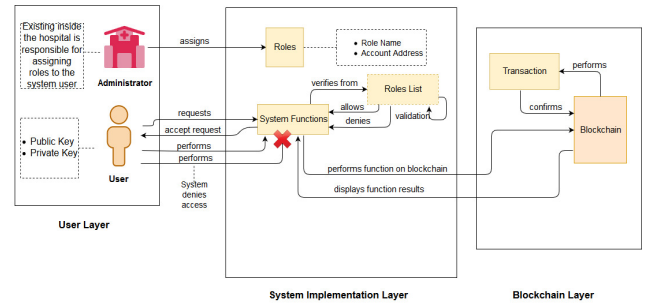 Existing inside
the hospital is
responsible for
assigning
roles to the
system user
Administrator
assigns
Roles
• Role Name
• Account Address
verifies from
Roles List
allows
denies
validation
System Functions
requests
accept request
performs
performs
• Public Key
• Private Key
User
System
denies
access
performs function on blockchain
displays function results
Transaction
performs
confirms
Blockchain
User Layer
System Implementation Layer
Blockchain Layer